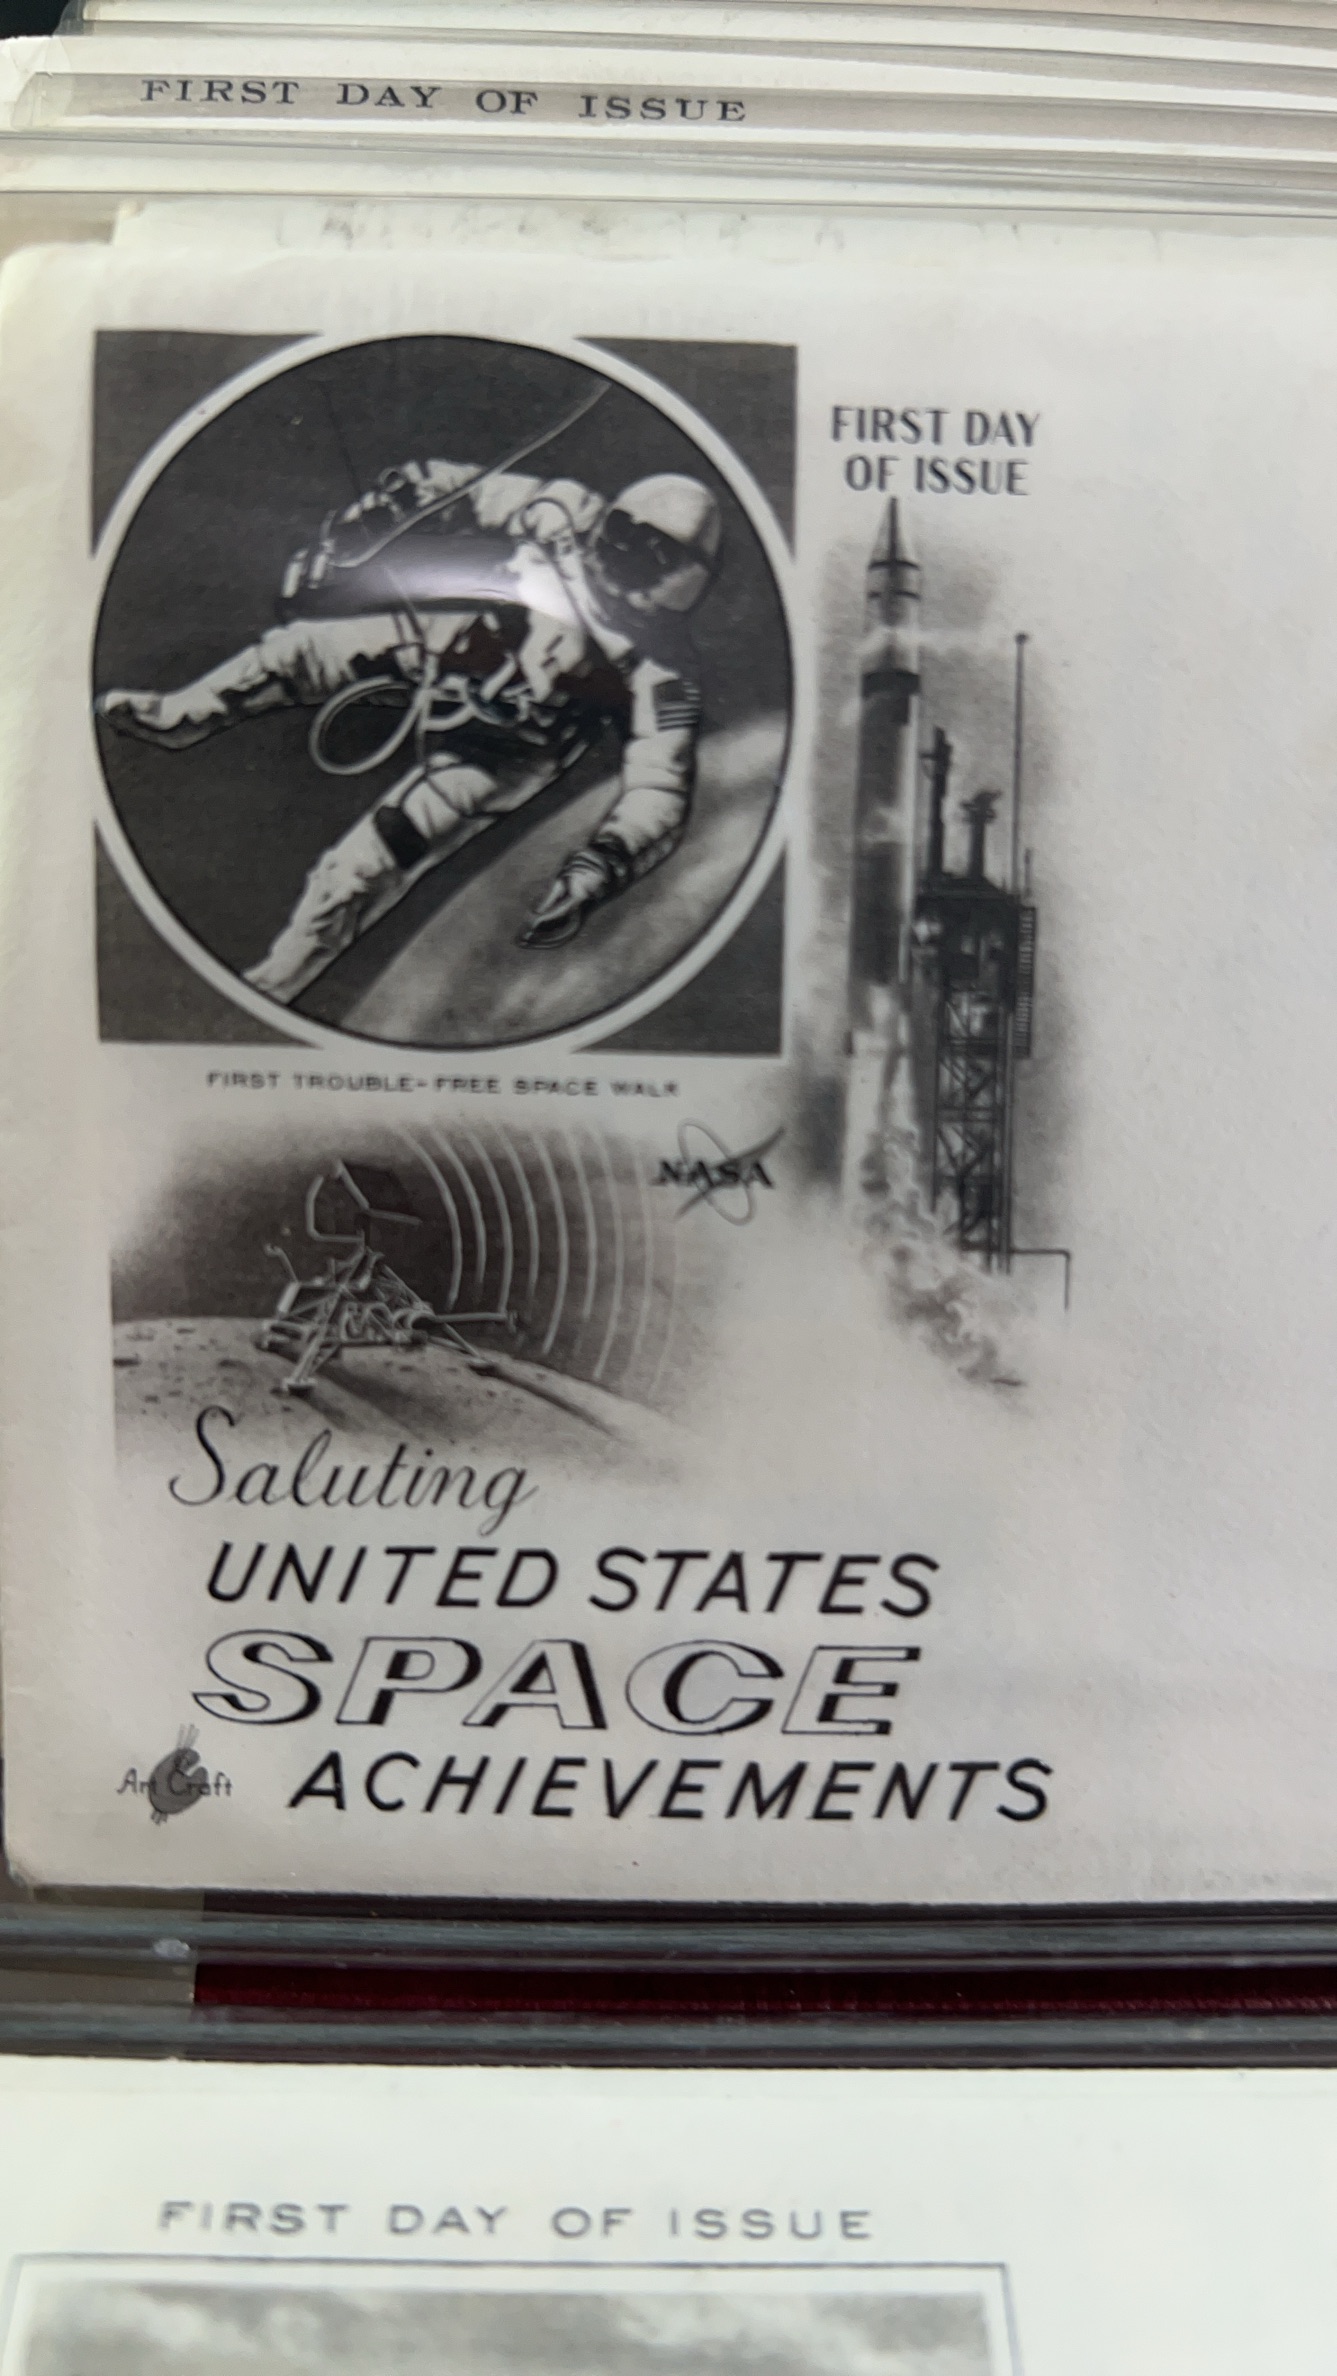 FIRST DAY OF ISSUE
FIRST DAY
OF ISSUE
FIRST TROUBLE-FREE SPACE WALK
NASA
Saluting
UNITED STATES
SPACE
ACHIEVEMENTS
Art Craft
FIRST DAY OF ISSUE